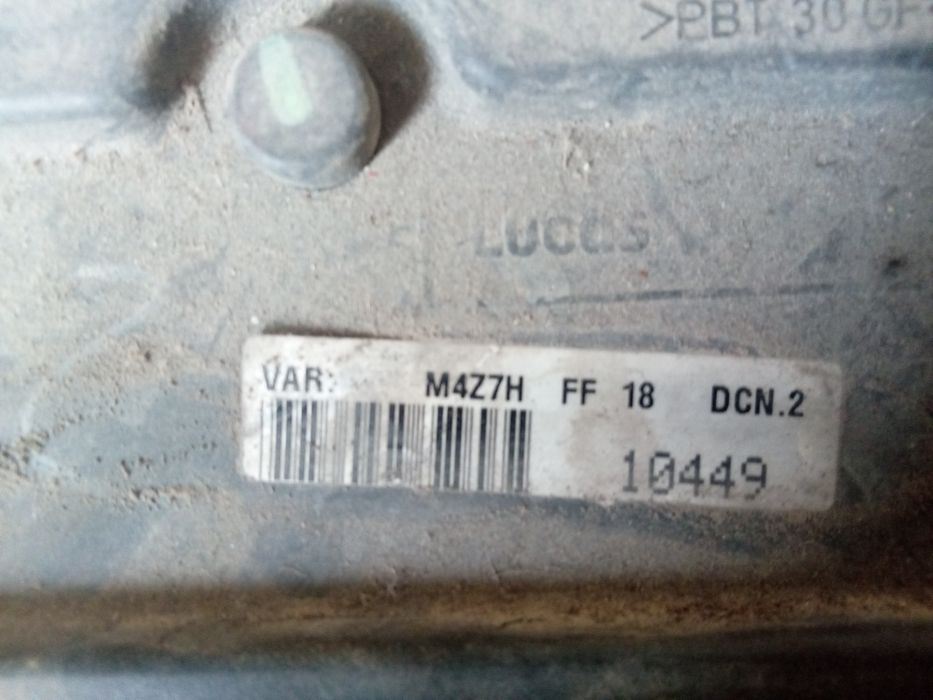 >PBT 30 GF
Lucas
VAR: M4Z7H FF 18 DCN.2
10449